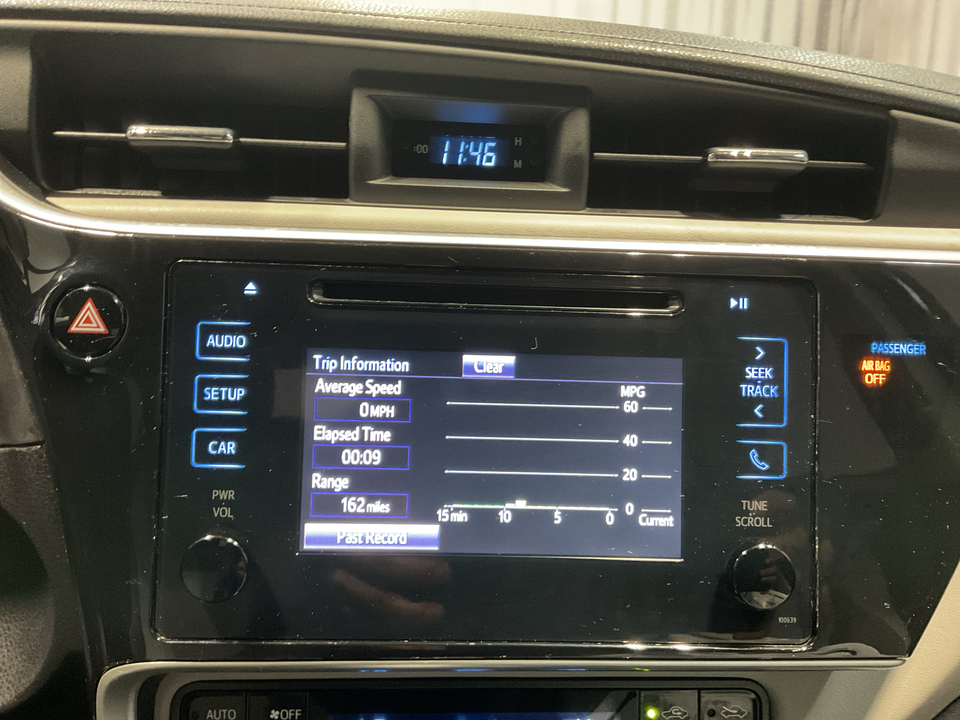 :00 11:46 H
M
AUDIO
SETUP
CAR
PWR
VOL
Trip Information Clear
Average Speed
0 MPH
Elapsed Time
00:09
Range
162 miles
Past Record
MPG
60
40
20
0
15 min 10 5 0 Current
SEEK
TRACK
TUNE
SCROLL
100639
PASSENGER
AIR BAG
OFF
AUTO OFF